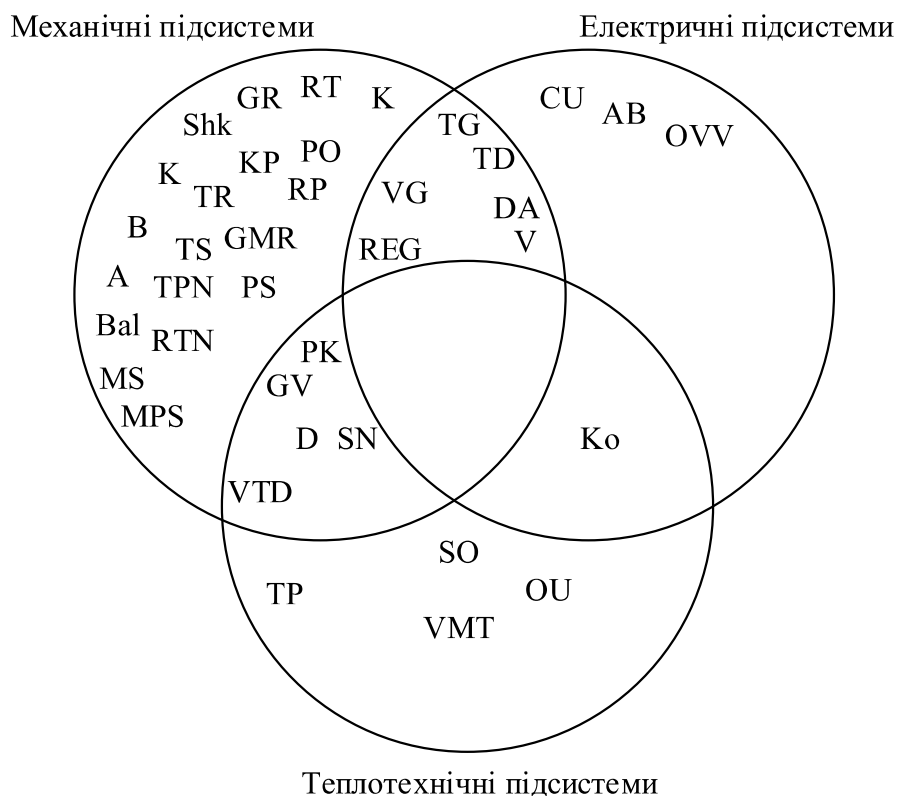 Механічні підсистеми
Електричні підсистеми
GR
RT
K
Shk
KP
PO
K
TR
RP
B
TS
GMR
A
TPN
PS
Bal
RTN
MS
MPS
TG
TD
VG
DA
V
REG
CU
AB
OVV
PK
GV
D
SN
VTD
Ko
SO
TP
OU
VMT
Теплотехнічні підсистеми